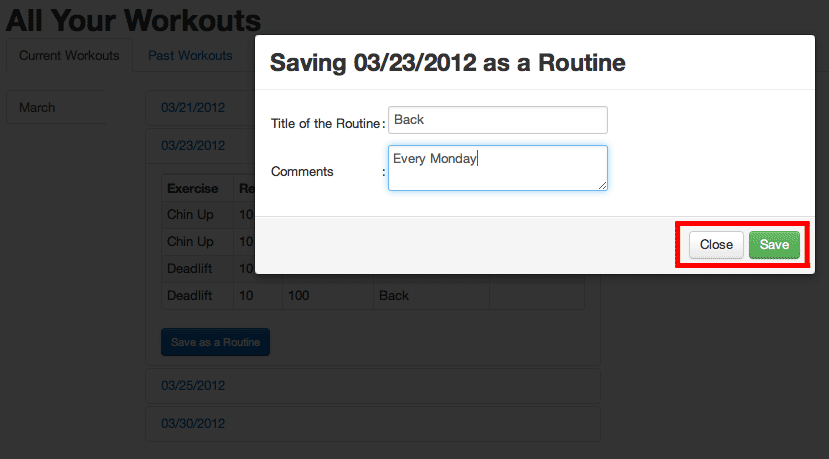 All Your Workouts
Current Workouts Past Workouts
March
03/21/2012
03/23/2012
Exercise Re
Chin Up 10
Chin Up 10
Deadlift 10
Deadlift 10 100 Back
Save as a Routine
03/25/2012
03/30/2012
Saving 03/23/2012 as a Routine
Title of the Routine : Back
Comments : Every Monday
Close Save